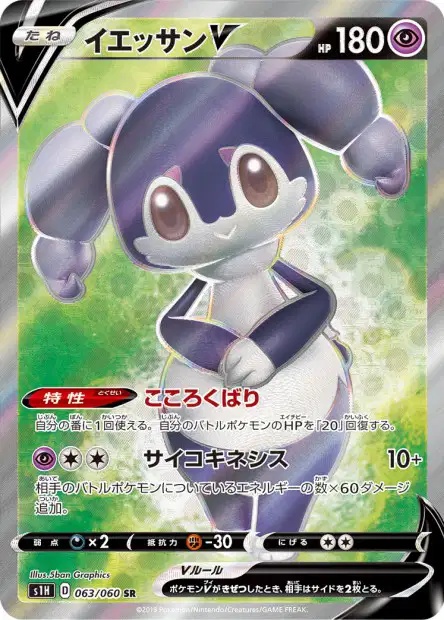 たね イエッサンV HP 180
特性 とくせい こころくばり
自分の番に1回使える。自分のバトルポケモンのHPを「20」回復する。
サイコキネシス 10+
相手のバトルポケモンについているエネルギーの数×60ダメージ
追加。
弱点 ×2 抵抗力 -30 にげる
Illus. 5ban Graphics
Vルール
s1H D 063/060 SR
ポケモンVがきぜつしたとき、相手はサイドを2枚とる。
©2019 Pokémon/Nintendo/Creatures/GAME FREAK.